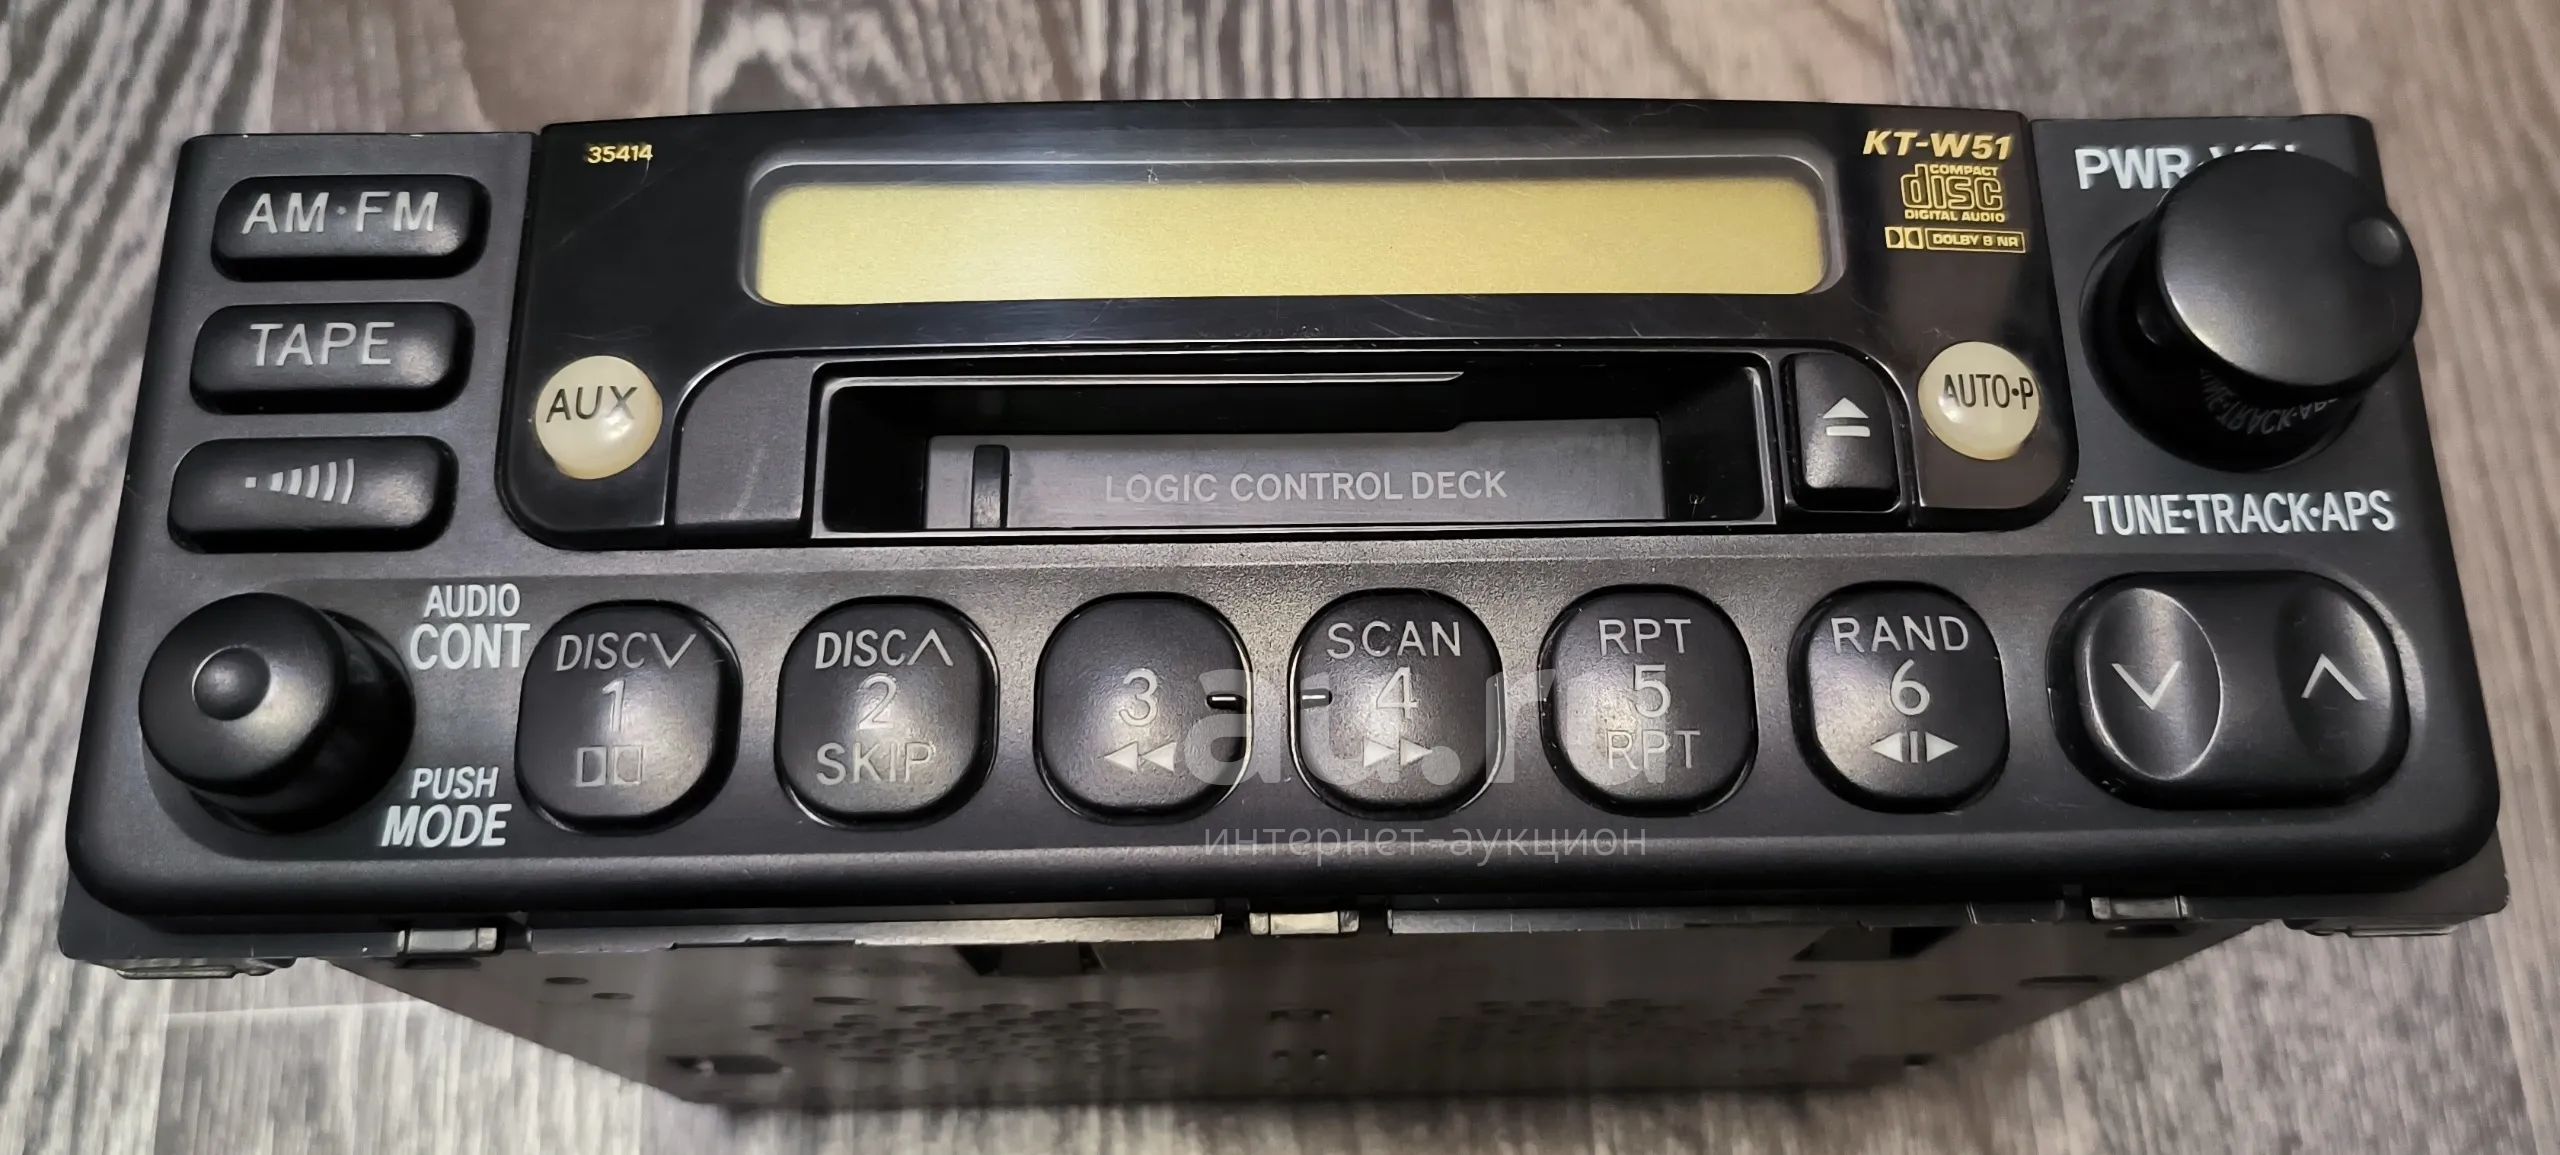 35414
KT-W51
COMPACT
disc
DIGITAL AUDIO
DOLBY B NR
AM·FM
PWR
TAPE
AUX
AUTO·P
LOGIC CONTROL DECK
TUNE·TRACK·APS
AUDIO
CONT
PUSH
MODE
DISC
1
DISC
2
SKIP
3
SCAN
4
RPT
5
RPT
RAND
6
au.ru
интернет-аукцион